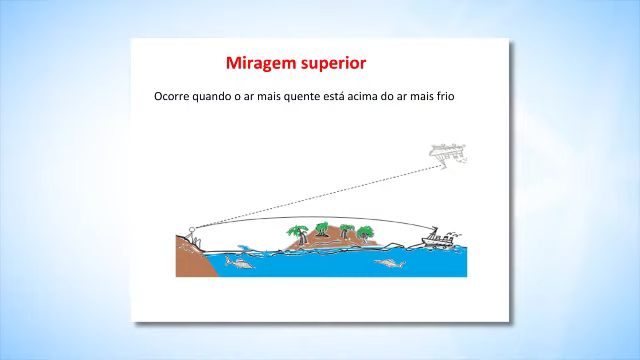 Miragem superior
Ocorre quando o ar mais quente está acima do ar mais frio